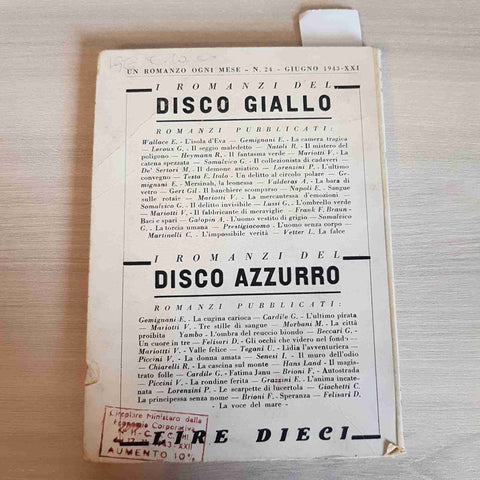 UN ROMANZO OGNI MESE - N. 24 - GIUGNO 1943-XXI
I ROMANZI DEL
DISCO GIALLO
ROMANZI PUBBLICATI:
Wallace E. - L'isola d'Eva — Gemignani E. - La camera tragica
— Leroux G. - Il seggio maledetto — Natoli R. - Il mistero del
poligono — Heymann R. - Il fantasma verde — Mariotti V. - La
catena spezzata — Somalzico G. - Il collezionista di cadaveri —
De' Sertori M. - Il demone asiatico — Lorenzini P. - L'ultimo
convegno — Testa E. Italo - Un delitto al circolo polare — Ge-
mignani E. - Mersinah, la leonessa — Valderas A. - La bara di
vetro — Gert Gil - Il banchiere scomparso — Napoli E. - Sangue
sulle rotaie — Mariotti V. - La mercantessa d'emozioni —
Somalzico G. - Il delitto invisibile — Lussi G. - L'ombrello verde
— Mariotti V. - Il fabbricante di meraviglie — Frank F. Braun -
Baci e spari — Galopin A. - L'uomo vestito di grigio — Somalzico
G. - La torcia umana — Prestigiacomo - L'uomo senza corpo —
Martinelli C. - L'impossibile verità — Vetter L. La falce
I ROMANZI DEL
DISCO AZZURRO
ROMANZI PUBBLICATI:
Gemignani E. - La cugina carioca — Cardile G. - L'ultimo pirata
— Mariotti V. - Tre stille di sangue — Morbani M. - La città
proibita Yambo - L'ombra del reuccio biondo — Beccari G. -
Un cuore in tre — Felisari D. - Gli occhi che videro nel fondo —
Mariotti V. - Valle felice — Tegani U. - Lidia l'avventuriera —
Piccini V. - La donna amata — Senesi I. - Il muro dell'odio
— Chiarelli R. - La cascina sul monte — Hans Land - Il magis-
trato folle — Cardile G. - Fatima Janu — Brioni F. - Autostrada
— Piccini V. - La rondine ferita — Grazzini E. - L'anima incate-
nata — Lorenzini P. - Le scarpette di lucertola — Giachetti C.
La principessa senza nome — Brioni F. - Speranza — Felisari D.
- La voce del mare -
Circolare Ministero delle
Corporative
AUMENTO 10%
LIRE DIECI